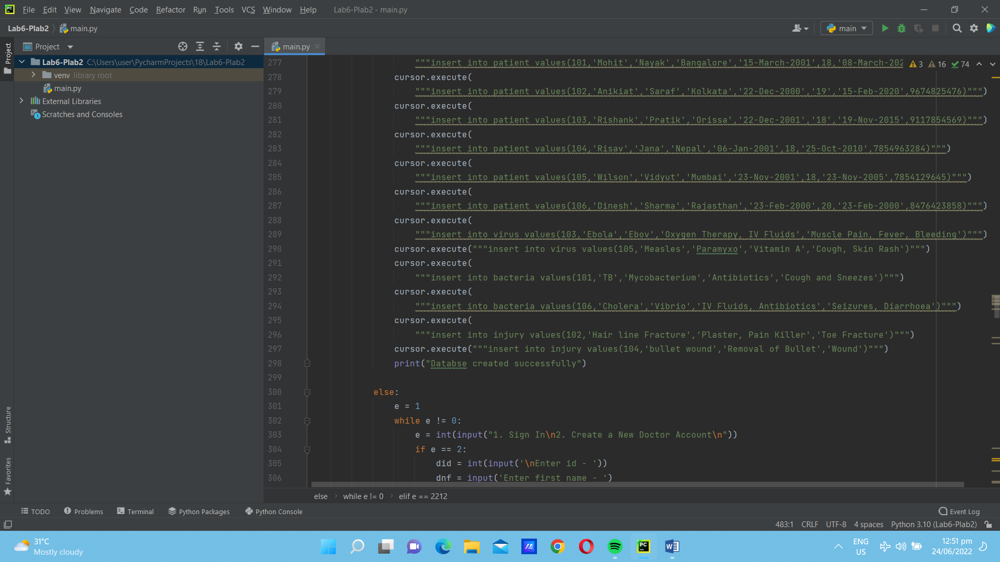 File Edit View Navigate Code Refactor Run Tools VCS Window Help Lab6-Plab2 - main.py
Lab6-Plab2 main.py main
Project main.py
Project
Lab6-Plab2 C:\Users\user\PycharmProjects\18\Lab6-Plab2
venv library root
main.py
External Libraries
Scratches and Consoles
3 16 74
277 """insert into patient values(101,'Mohit','Nayak','Bangalore','15-March-2001',18,'08-March-202
278 cursor.execute(
279 """insert into patient values(102,'Anikiat','Saraf','Kolkata','22-Dec-2000','19','15-Feb-2020',9674825476)""")
280 cursor.execute(
281 """insert into patient values(103,'Rishank','Pratik','Orissa','22-Dec-2001','18','19-Nov-2015',9117854569)""")
282 cursor.execute(
283 """insert into patient values(104,'Risav','Jana','Nepal','06-Jan-2001',18,'25-Oct-2010',7854963284)""")
284 cursor.execute(
285 """insert into patient values(105,'Wilson','Vidyut','Mumbai','23-Nov-2001',18,'23-Nov-2005',7854129645)""")
286 cursor.execute(
287 """insert into patient values(106,'Dinesh','Sharma','Rajasthan','23-Feb-2000',20,'23-Feb-2000',8476423858)""")
288 cursor.execute(
289 """insert into virus values(103,'Ebola','Ebov','Oxygen Therapy, IV Fluids','Muscle Pain, Fever, Bleeding')""")
290 cursor.execute("""insert into virus values(105,'Measles','Paramyxo','Vitamin A','Cough, Skin Rash')""")
291 cursor.execute(
292 """insert into bacteria values(101,'TB','Mycobacterium','Antibiotics','Cough and Sneezes')""")
293 cursor.execute(
294 """insert into bacteria values(106,'Cholera','Vibrio','IV Fluids, Antibiotics','Seizures, Diarrhoea')""")
295 cursor.execute(
296 """insert into injury values(102,'Hair line Fracture','Plaster, Pain Killer','Toe Fracture')""")
297 cursor.execute("""insert into injury values(104,'bullet wound','Removal of Bullet','Wound')""")
298 print("Databse created successfully")
299
300 else:
301 e = 1
302 while e != 0:
303 e = int(input("1. Sign In\n2. Create a New Doctor Account\n"))
304 if e == 2:
305 did = int(input('\nEnter id - '))
306 dnf = input('Enter first name - ')
Structure
Favorites
else while e != 0 elif e == 2212
TODO Problems Terminal Python Packages Python Console Event Log
483:1 CRLF UTF-8 4 spaces Python 3.10 (Lab6-Plab2)
31°C
Mostly cloudy
ENG
US
12:51 pm
24/06/2022